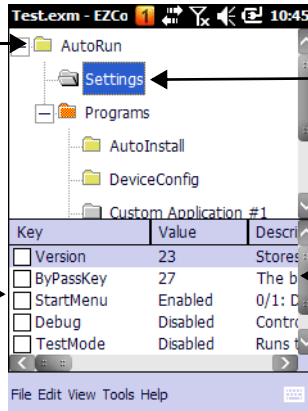 Test.exm - EZCo 1 10:45
AutoRun
Settings
Programs
AutoInstall
DeviceConfig
Custom Application #1
Key Value Descri
Version 23 Stores
ByPassKey 27 The b
StartMenu Enabled 0/1: D
Debug Disabled Contro
TestMode Disabled Runs t
File Edit View Tools Help